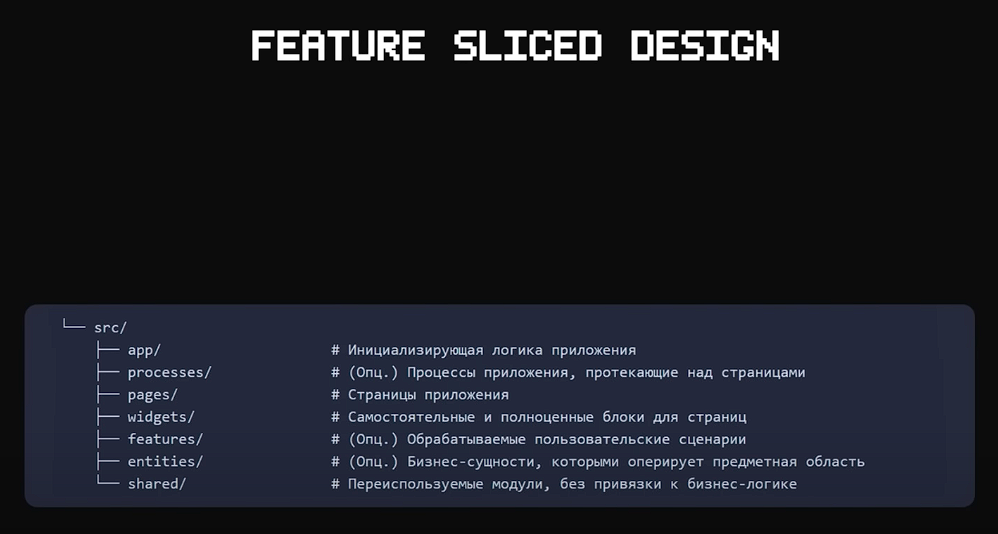 FEATURE SLICED DESIGN
└── src/
    ├── app/                    # Инициализирующая логика приложения
    ├── processes/              # (Опц.) Процессы приложения, протекающие над страницами
    ├── pages/                  # Страницы приложения
    ├── widgets/                # Самостоятельные и полноценные блоки для страниц
    ├── features/               # (Опц.) Обрабатываемые пользовательские сценарии
    ├── entities/               # (Опц.) Бизнес-сущности, которыми оперирует предметная область
    └── shared/                 # Переиспользуемые модули, без привязки к бизнес-логике